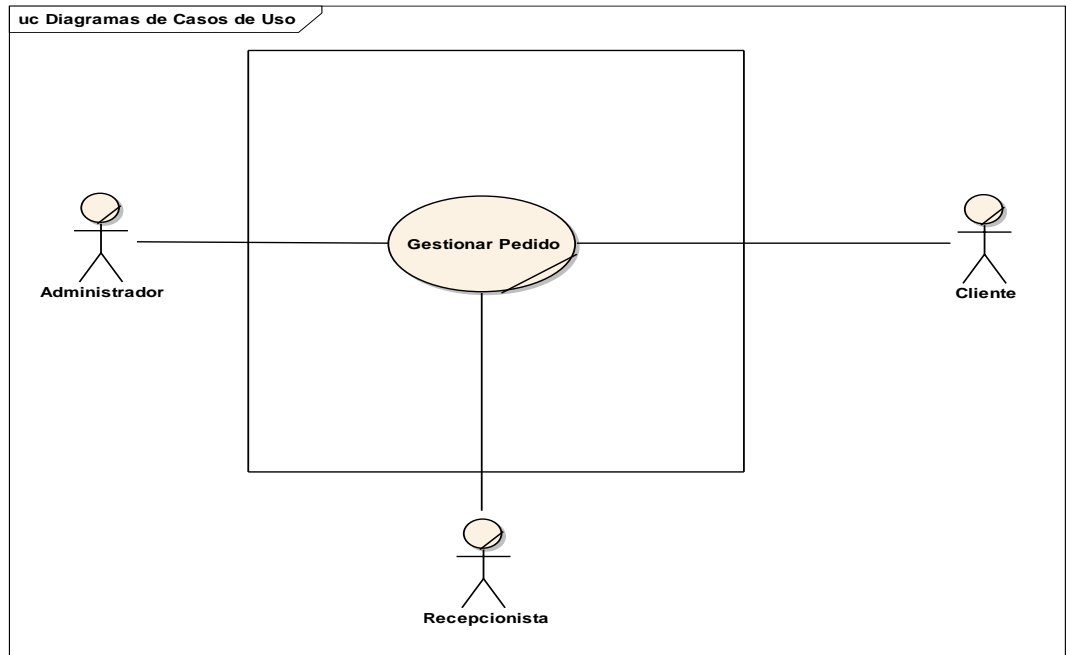 uc Diagramas de Casos de Uso
Gestionar Pedido
Administrador
Cliente
Recepcionista